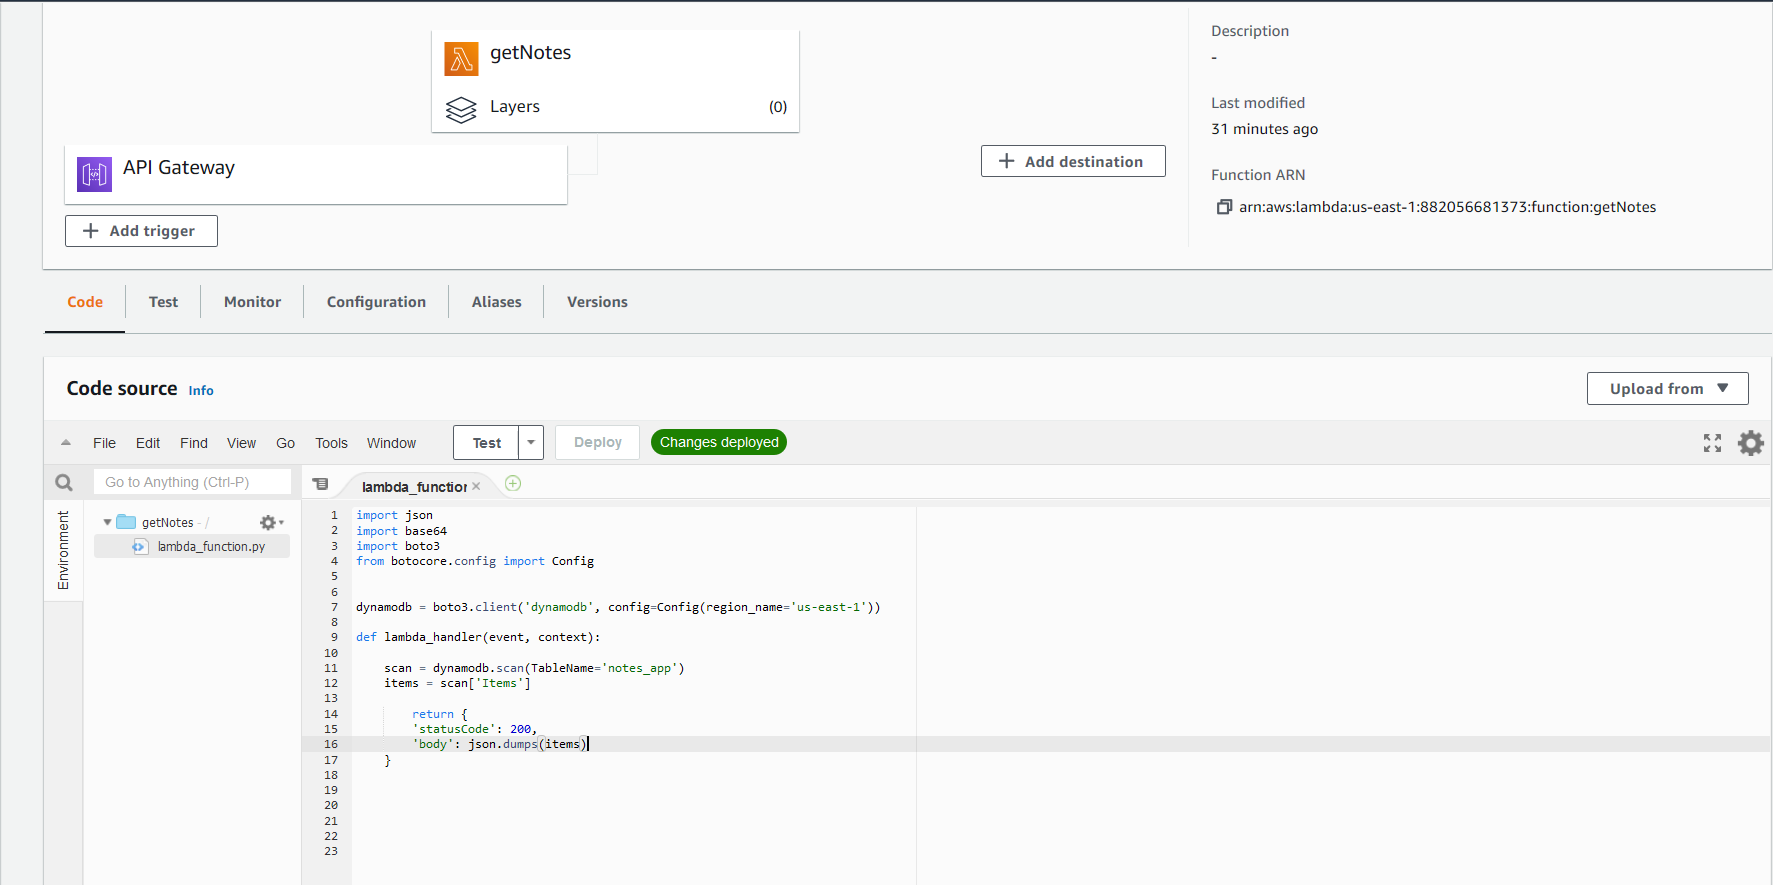 getNotes
Layers (0)
API Gateway
+ Add trigger
+ Add destination
Description
-
Last modified
31 minutes ago
Function ARN
arn:aws:lambda:us-east-1:882056681373:function:getNotes
Code Test Monitor Configuration Aliases Versions
Code source Info
Upload from
File Edit Find View Go Tools Window Test Deploy Changes deployed
Go to Anything (Ctrl-P)
lambda_function
Environment
getNotes - /
lambda_function.py
1 import json
2 import base64
3 import boto3
4 from botocore.config import Config
5
6
7 dynamodb = boto3.client('dynamodb', config=Config(region_name='us-east-1'))
8
9 def lambda_handler(event, context):
10
11     scan = dynamodb.scan(TableName='notes_app')
12     items = scan['Items']
13
14         return {
15         'statusCode': 200,
16         'body': json.dumps(items)
17     }
18
19
20
21
22
23